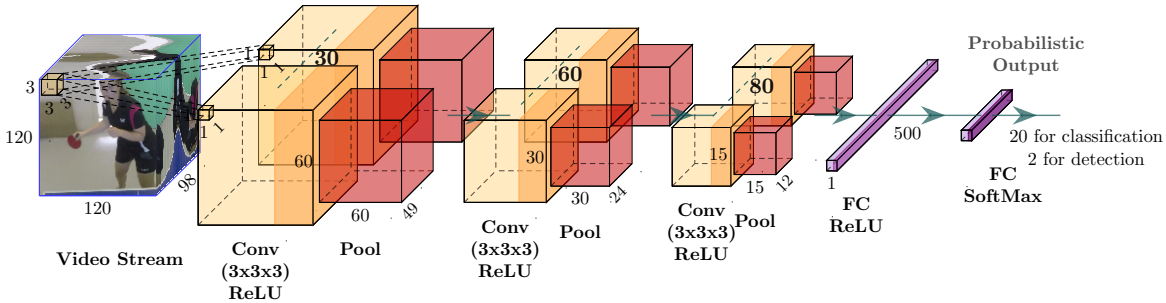 3
3
3
120
120
98
Video Stream
1
1
1
1
30
60
60
49
Conv
(3x3x3)
ReLU
Pool
60
30
30
24
Conv
(3x3x3)
ReLU
Pool
80
15
15
12
Conv
(3x3x3)
ReLU
Pool
1
500
FC
ReLU
FC
SoftMax
Probabilistic
Output
20 for classification
2 for detection